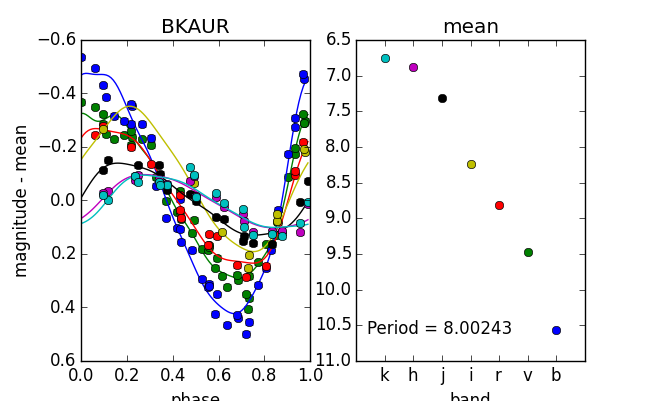 BKAUR
mean
−0.6
−0.4
−0.2
0.0
0.2
0.4
0.6
magnitude - mean
0.0 0.2 0.4 0.6 0.8 1.0
phase
6.5
7.0
7.5
8.0
8.5
9.0
9.5
10.0
10.5
11.0
Period = 8.00243
k h j i r v b
band